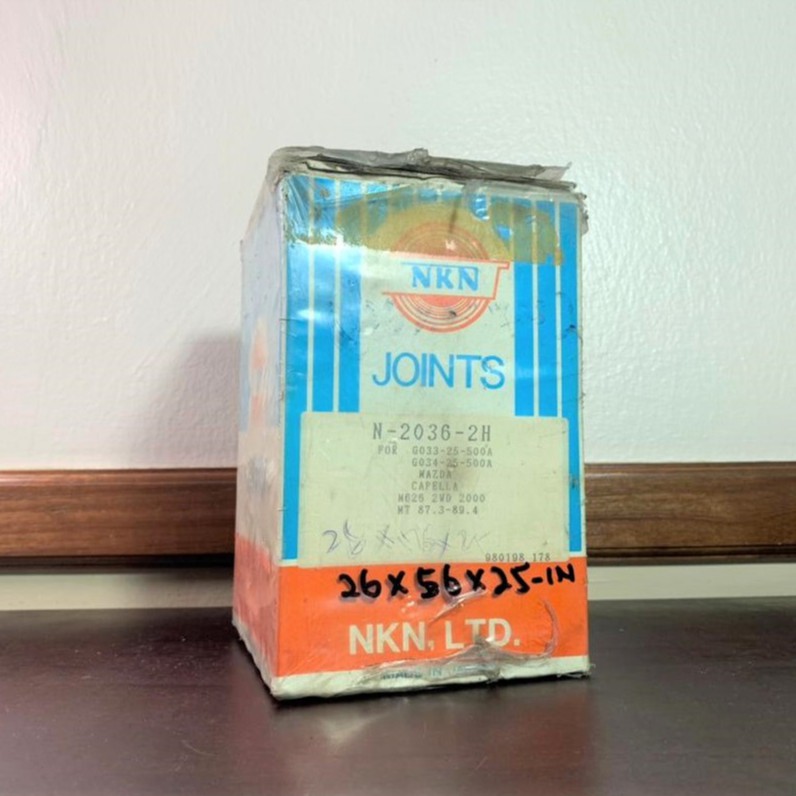 NKN
JOINTS
N-2036-2H
FOR G033-25-500A
G034-25-500A
MAZDA
CAPELLA
M626 2WD 2000
MT 87.3-89.4
980198 178
26X56X25-IN
NKN, LTD.